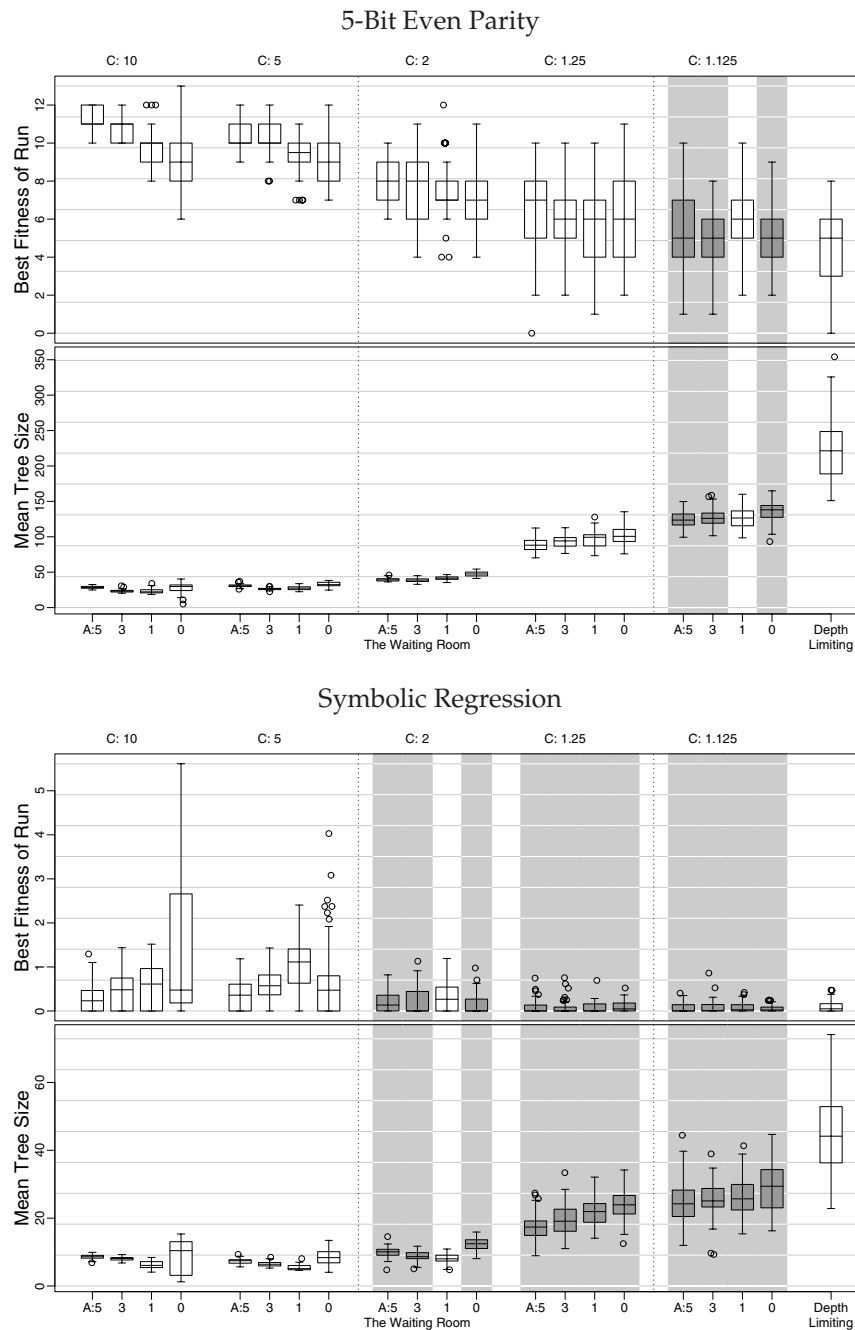 5-Bit Even Parity
C: 10 C: 5 C: 2 C: 1.25 C: 1.125
Best Fitness of Run
12
10
8
6
4
2
0
Mean Tree Size
350
300
250
200
150
100
50
0
A:5 3 1 0 A:5 3 1 0 A:5 3 1 0 A:5 3 1 0 A:5 3 1 0 Depth
The Waiting Room Limiting
Symbolic Regression
C: 10 C: 5 C: 2 C: 1.25 C: 1.125
Best Fitness of Run
5
4
3
2
1
0
Mean Tree Size
60
40
20
0
A:5 3 1 0 A:5 3 1 0 A:5 3 1 0 A:5 3 1 0 A:5 3 1 0 Depth
The Waiting Room Limiting